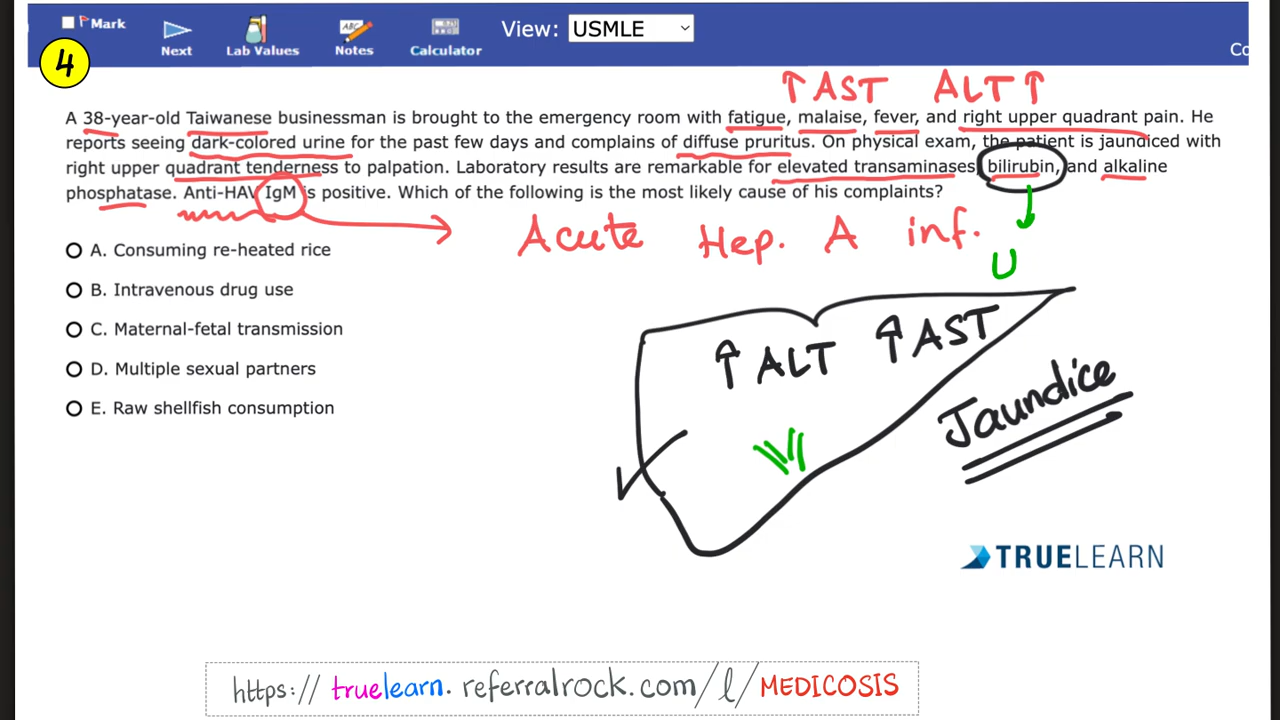 Mark
Next
Lab Values
Notes
Calculator
View: USMLE
Co
4
↑ AST ALT ↑
A 38-year-old Taiwanese businessman is brought to the emergency room with fatigue, malaise, fever, and right upper quadrant pain. He
reports seeing dark-colored urine for the past few days and complains of diffuse pruritus. On physical exam, the patient is jaundiced with
right upper quadrant tenderness to palpation. Laboratory results are remarkable for elevated transaminases, bilirubin, and alkaline
phosphatase. Anti-HAV IgM is positive. Which of the following is the most likely cause of his complaints?
Acute Hep. A inf.
U
A. Consuming re-heated rice
B. Intravenous drug use
C. Maternal-fetal transmission
D. Multiple sexual partners
E. Raw shellfish consumption
↑ ALT ↑ AST
Jaundice
TRUELEARN
https://truelearn.referralrock.com/l/MEDICOSIS